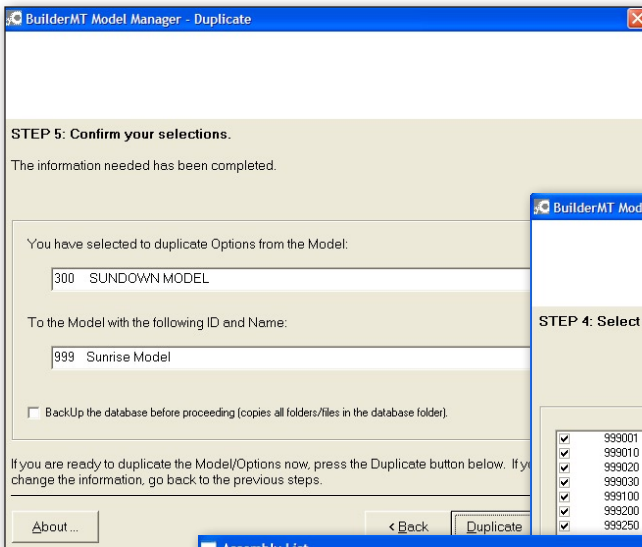 BuilderMT Model Manager - Duplicate
STEP 5: Confirm your selections.
The information needed has been completed.
You have selected to duplicate Options from the Model:
300 SUNDOWN MODEL
To the Model with the following ID and Name:
999 Sunrise Model
BackUp the database before proceeding (copies all folders/files in the database folder).
If you are ready to duplicate the Model/Options now, press the Duplicate button below. If
change the information, go back to the previous steps.
About ...
< Back
Duplicate
BuilderMT Mod
STEP 4: Select
999001
999010
999020
999030
999100
999200
999250
Assembly List